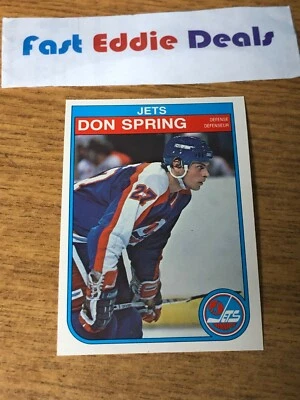 Fast Eddie Deals
JETS
DON SPRING
DEFENSE
DÉFENSEUR
27
JETS